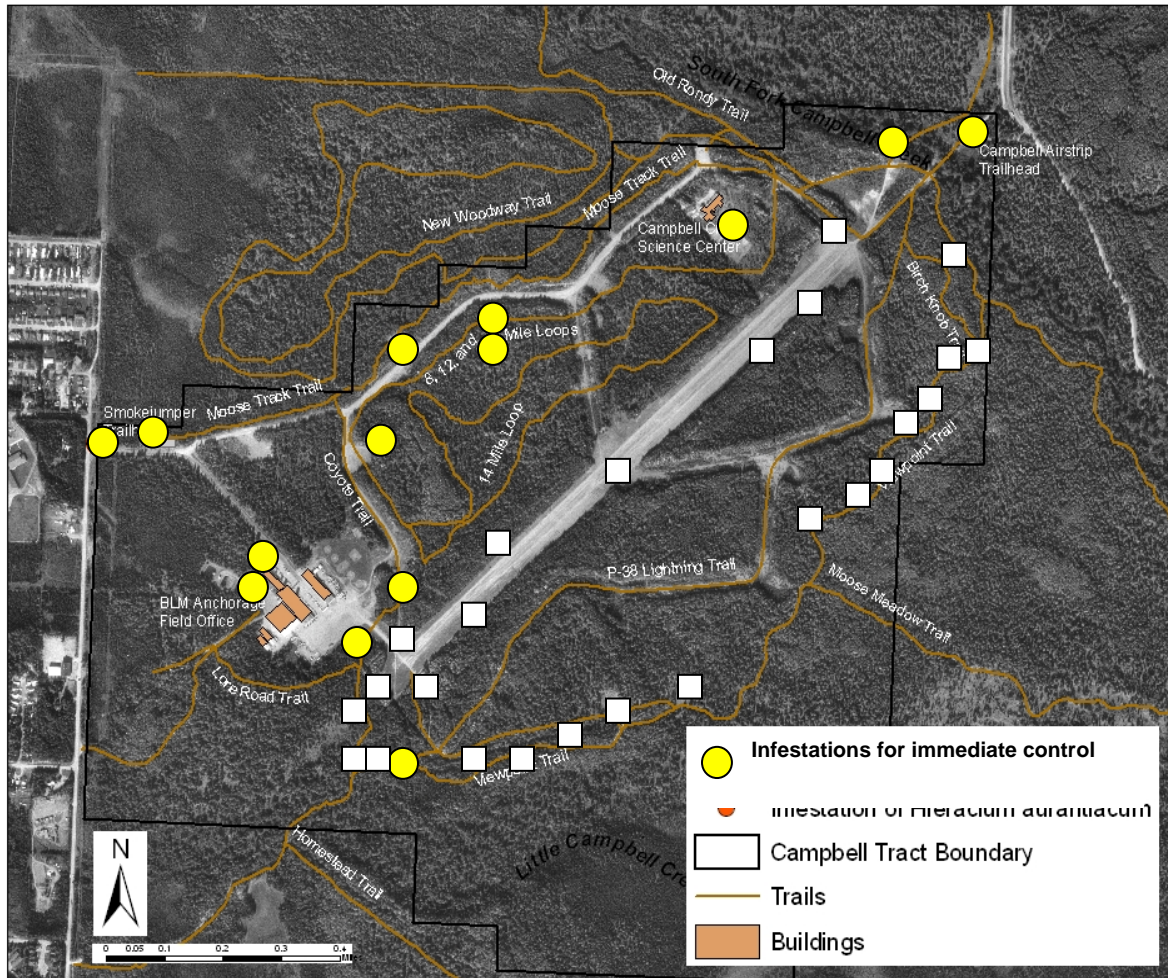 South Fork Campbell Creek
Old Rondy Trail
Campbell Airstrip
Trailhead
Moose Track Trail
New Woodway Trail
Campbell
Science Center
Birch Knob
8, 12, and
Mile Loops
Moose Track Trail
Smokejumper
14 Mile Loop
Coyote Trail
Trail
P-38 Lightning Trail
Moose Meadow Trail
BLM Anchorage
Field Office
Lore Road Trail
Trail
Homestead Trail
Little Campbell
N
0 0.05 0.1 0.2 0.3 0.4
Infestations for immediate control
Infestation of Hieracium aurantiacum
Campbell Tract Boundary
Trails
Buildings